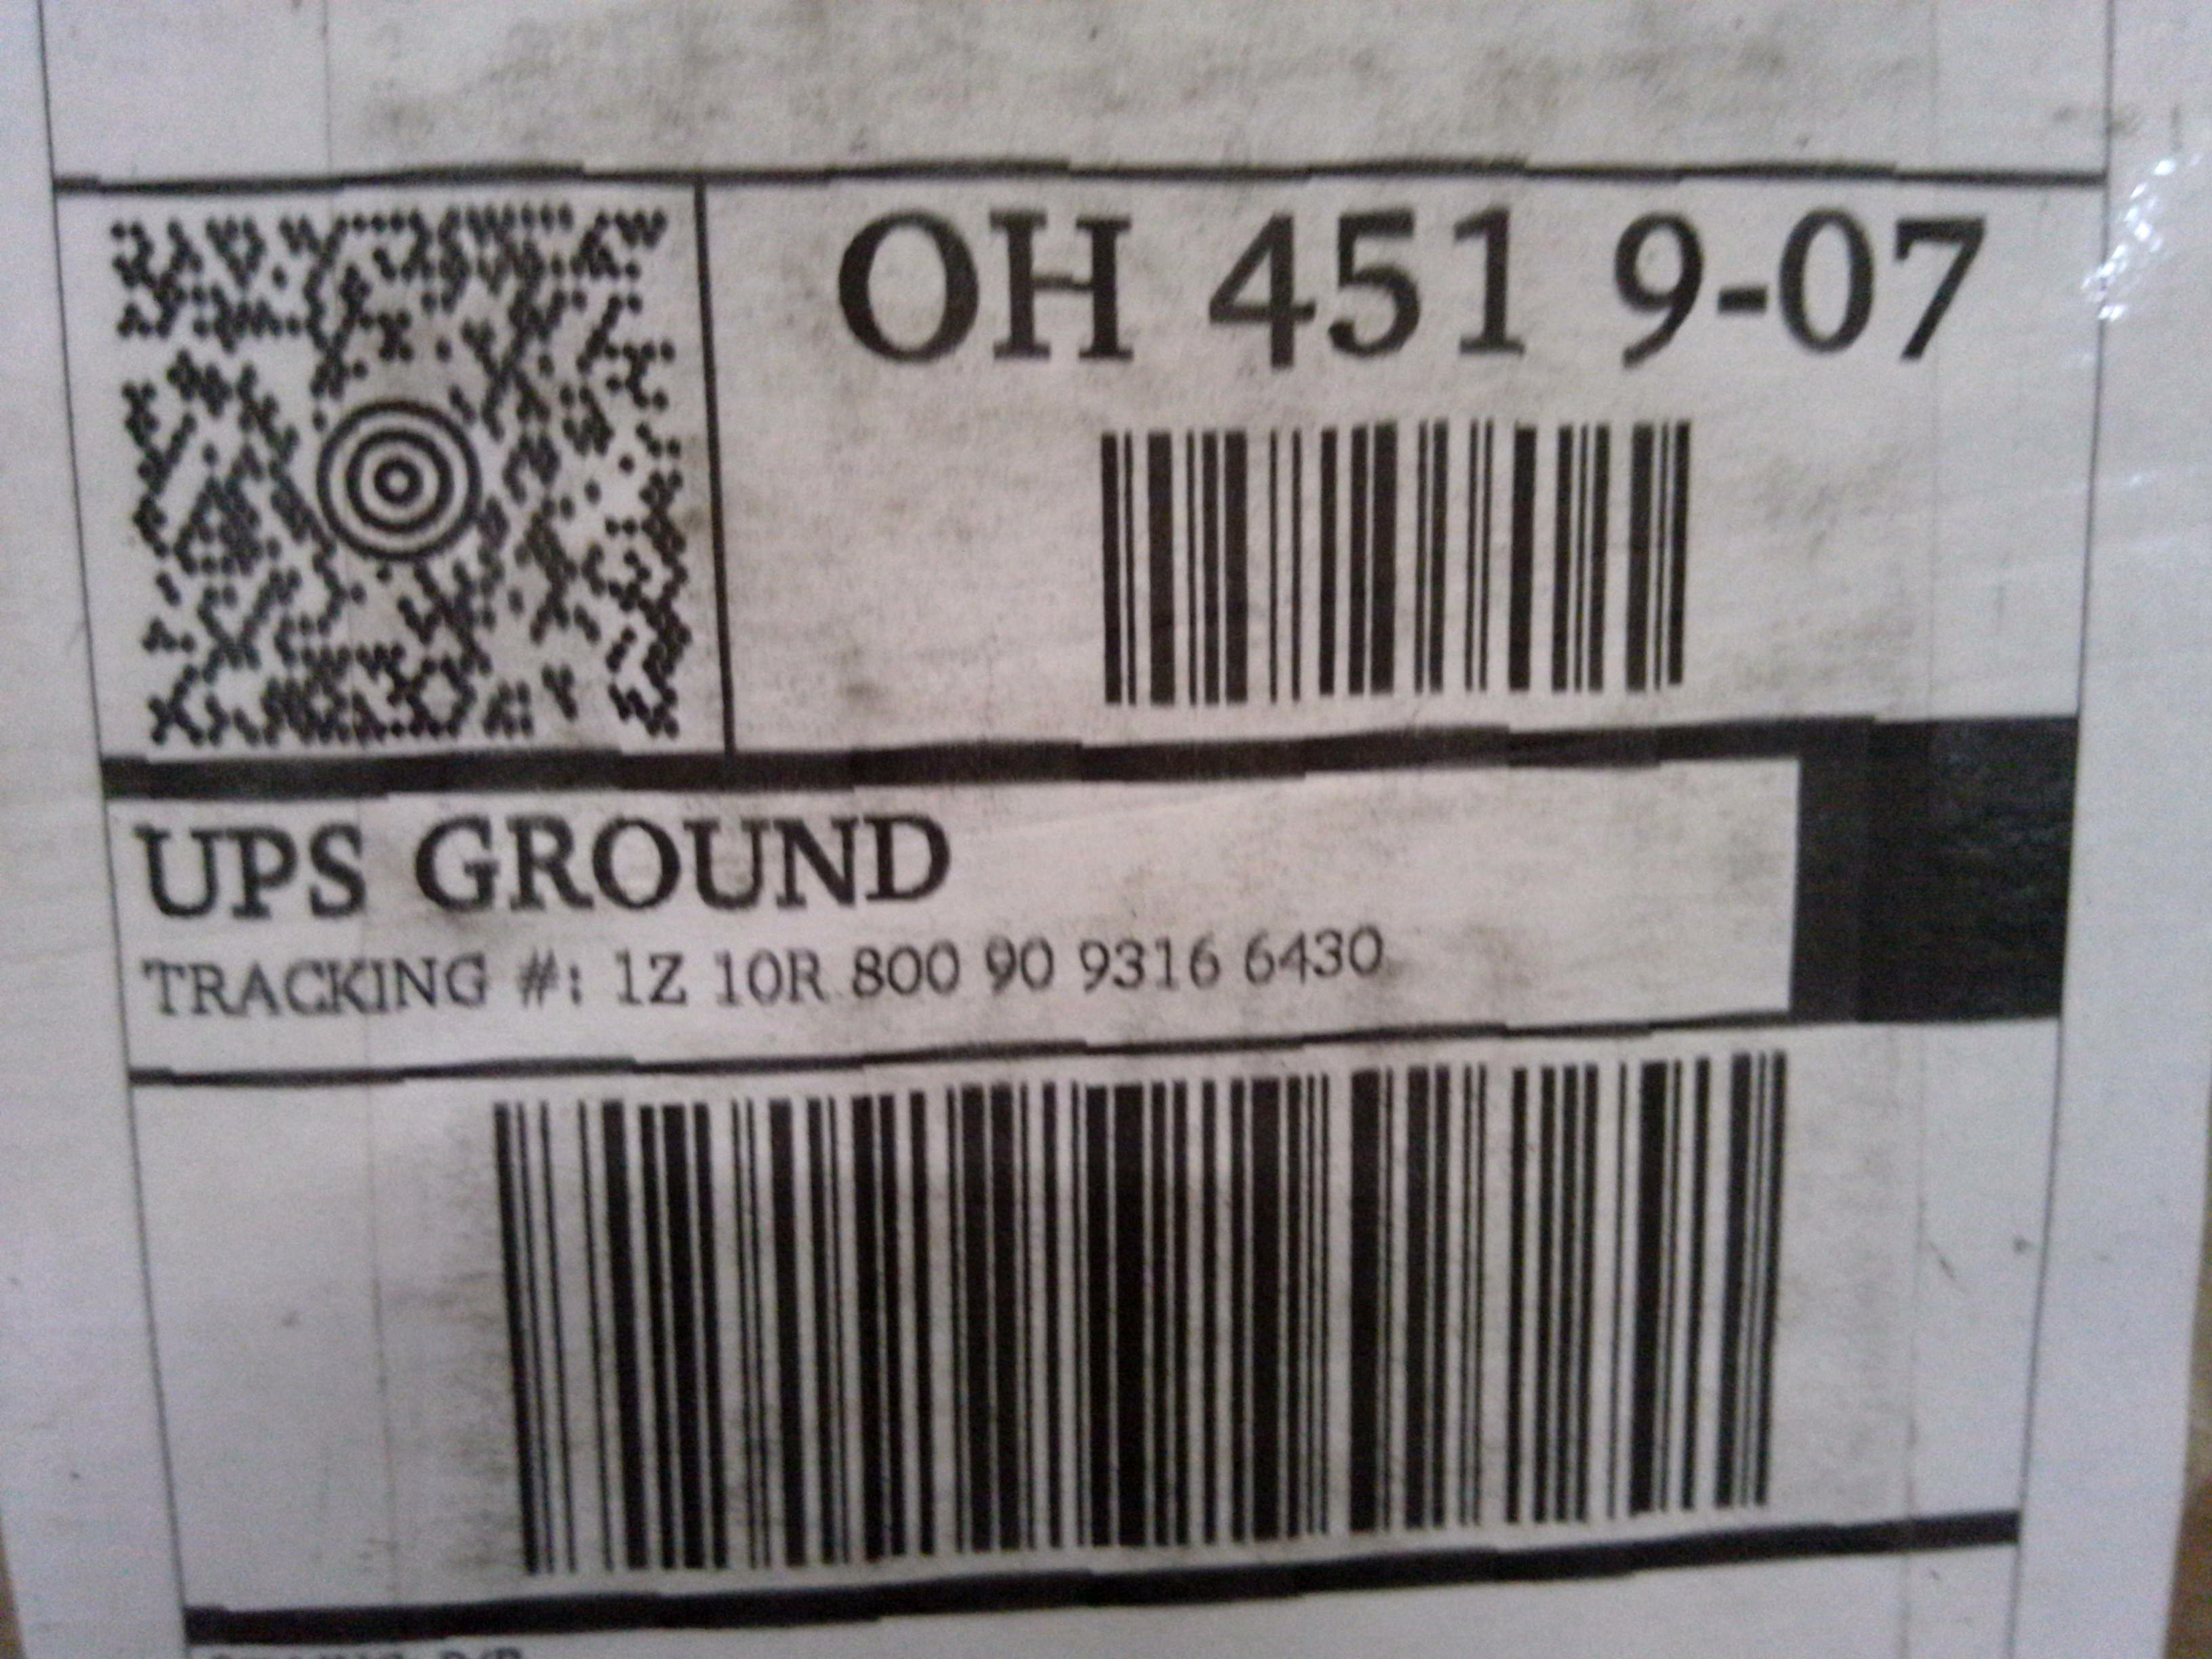 OH 451 9-07
UPS GROUND
TRACKING #: 1Z 10R 800 90 9316 6430